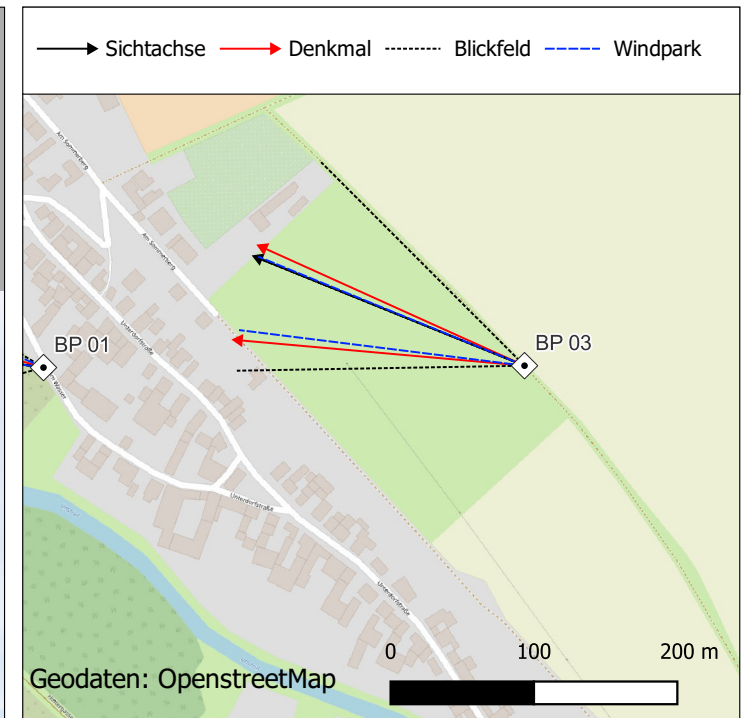 Sichtachse Denkmal Blickfeld Windpark
Am Sommerberg
Am Sommerberg
BP 03
BP 01
Unterdorfstraße
Unterdorfstraße
Unterdorfstraße
0 100 200 m
Geodaten: OpenstreetMap